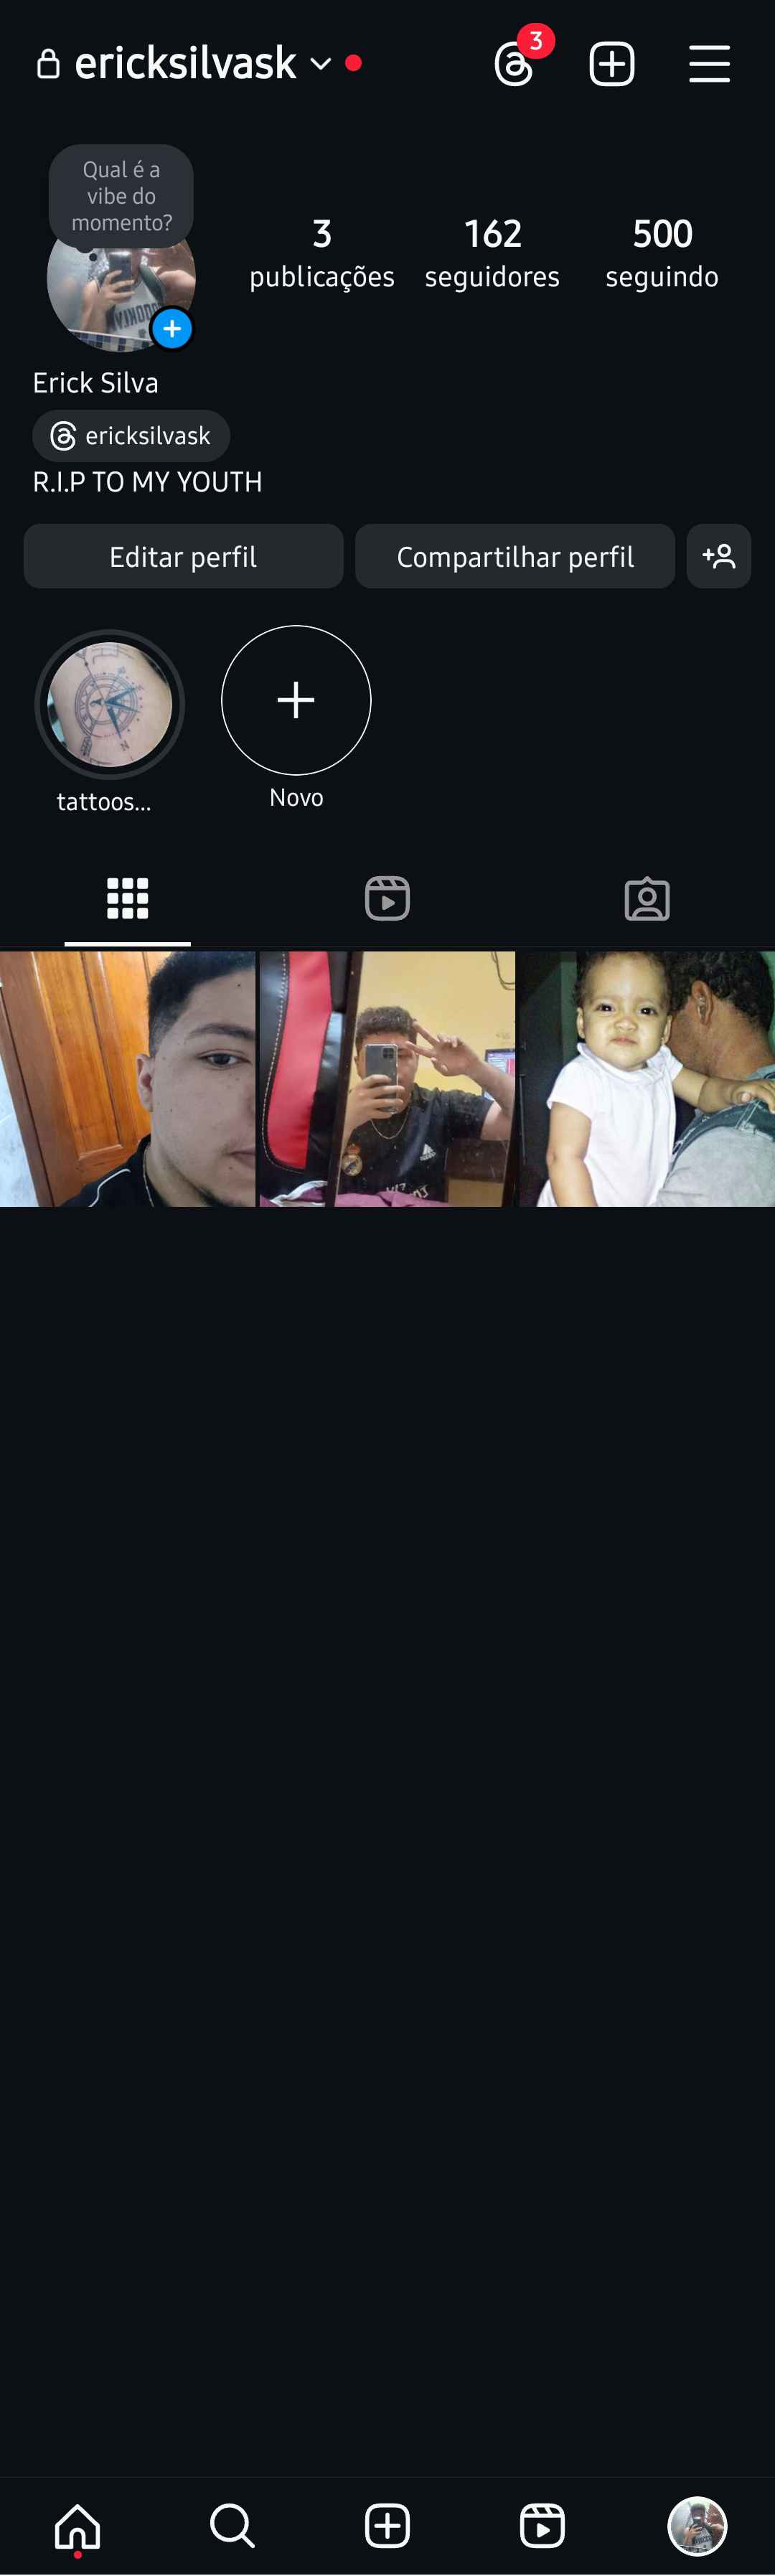 ericksilvask
3
Qual é a
vibe do
momento?
3
publicações
162
seguidores
500
seguindo
Erick Silva
ericksilvask
R.I.P TO MY YOUTH
Editar perfil
Compartilhar perfil
tattoos...
Novo